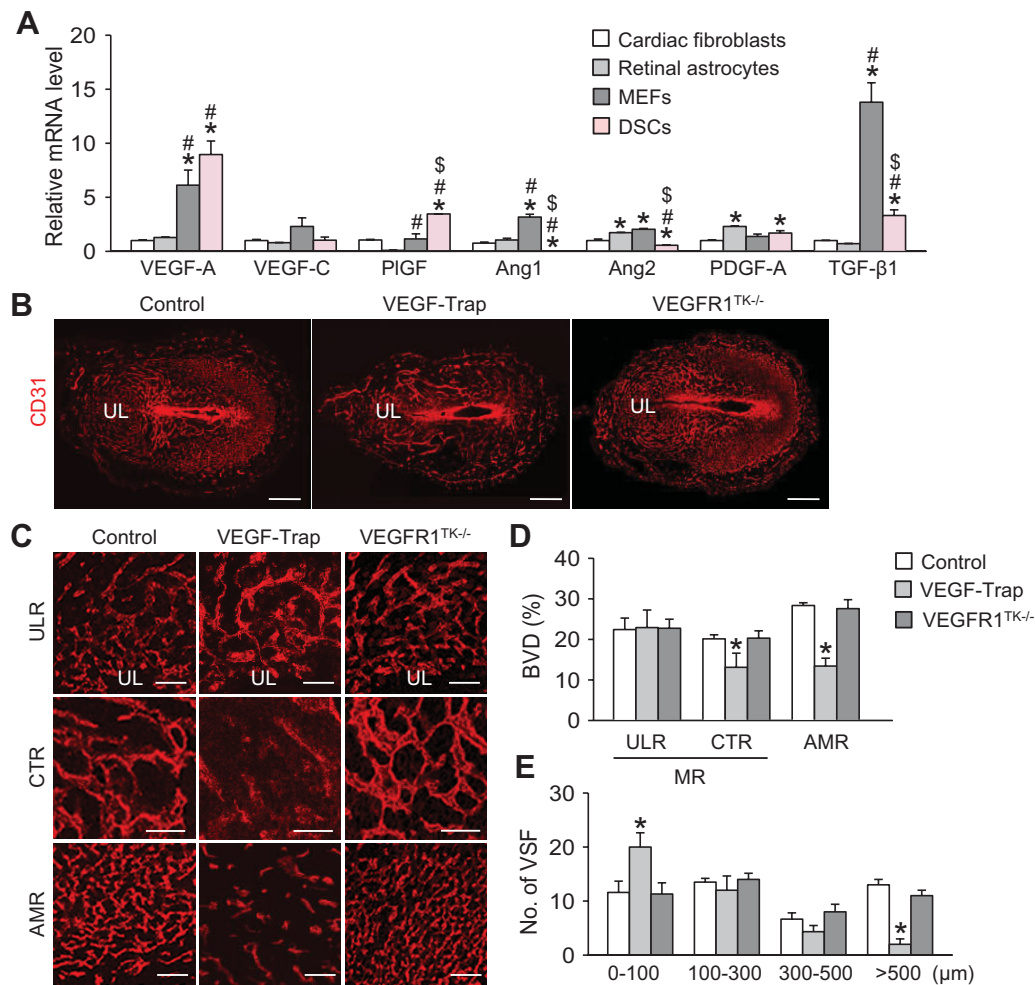 A
Relative mRNA level
20
15
10
5
0
Cardiac fibroblasts
Retinal astrocytes
MEFs
DSCs
#
*
#
*
#
$
#
*
#
*
$
#
*
*
*
$
#
*
*
*
#
*
$
#
*
VEGF-A VEGF-C PlGF Ang1 Ang2 PDGF-A TGF-β1
B
Control VEGF-Trap VEGFR1TK-/-
CD31
UL UL UL
C
Control VEGF-Trap VEGFR1TK-/-
ULR
UL UL UL
CTR
AMR
D
BVD (%)
40
30
20
10
0
Control
VEGF-Trap
VEGFR1TK-/-
* *
ULR CTR AMR
MR
E
No. of VSF
30
20
10
0
* *
0-100 100-300 300-500 >500 (μm)